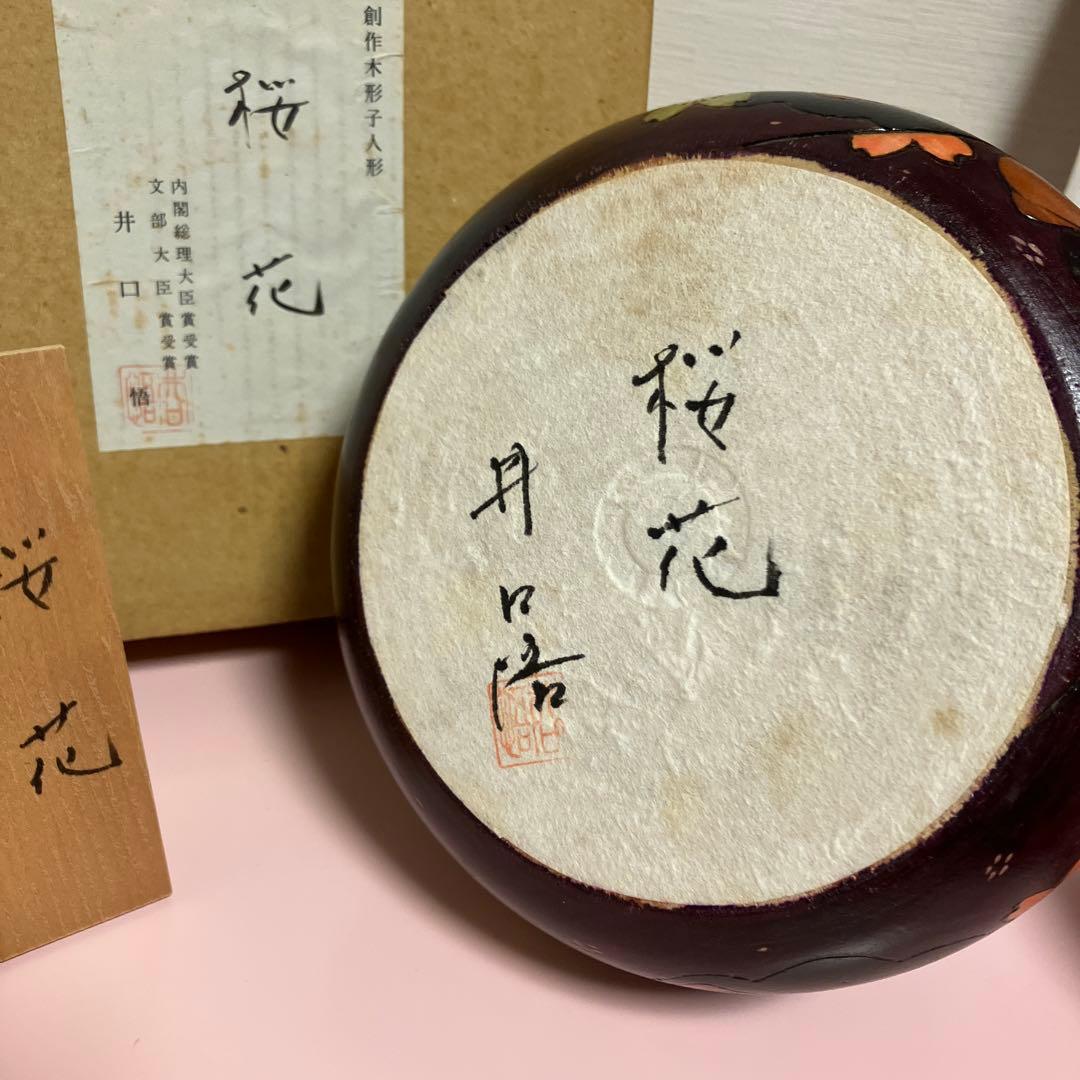 創作木形子人形
桜花
内閣総理大臣賞受賞
文部大臣賞受賞
井口悟
桜花
桜花
井口悟